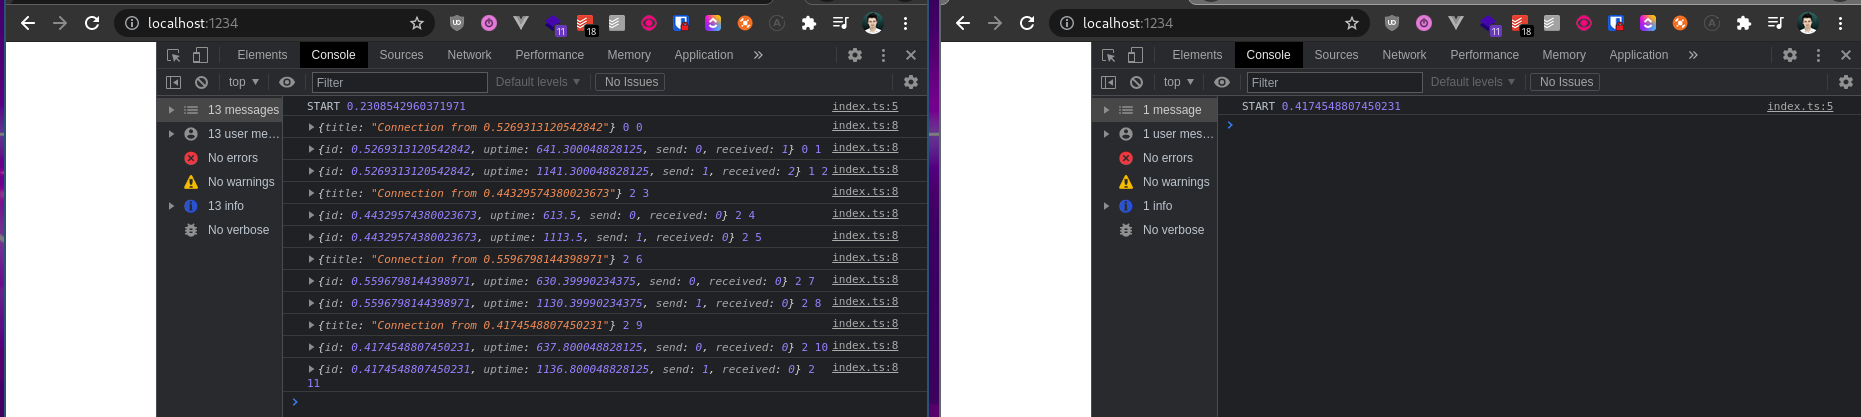 localhost:1234
11
18
Elements Console Sources Network Performance Memory Application »
top ▼ Filter Default levels ▼ No Issues
13 messages
13 user me...
No errors
No warnings
13 info
No verbose
START 0.2308542960371971 index.ts:5
{title: "Connection from 0.5269313120542842"} 0 0 index.ts:8
{id: 0.5269313120542842, uptime: 641.300048828125, send: 0, received: 1} 0 1 index.ts:8
{id: 0.5269313120542842, uptime: 1141.300048828125, send: 1, received: 2} 1 2 index.ts:8
{title: "Connection from 0.44329574380023673"} 2 3 index.ts:8
{id: 0.44329574380023673, uptime: 613.5, send: 0, received: 0} 2 4 index.ts:8
{id: 0.44329574380023673, uptime: 1113.5, send: 1, received: 0} 2 5 index.ts:8
{title: "Connection from 0.5596798144398971"} 2 6 index.ts:8
{id: 0.5596798144398971, uptime: 630.39990234375, send: 0, received: 0} 2 7 index.ts:8
{id: 0.5596798144398971, uptime: 1130.39990234375, send: 1, received: 0} 2 8 index.ts:8
{title: "Connection from 0.4174548807450231"} 2 9 index.ts:8
{id: 0.4174548807450231, uptime: 637.800048828125, send: 0, received: 0} 2 10 index.ts:8
{id: 0.4174548807450231, uptime: 1136.800048828125, send: 1, received: 0} 2 index.ts:8
11
localhost:1234
11
18
Elements Console Sources Network Performance Memory Application »
top ▼ Filter Default levels ▼ No Issues
1 message
1 user mes...
No errors
No warnings
1 info
No verbose
START 0.4174548807450231 index.ts:5